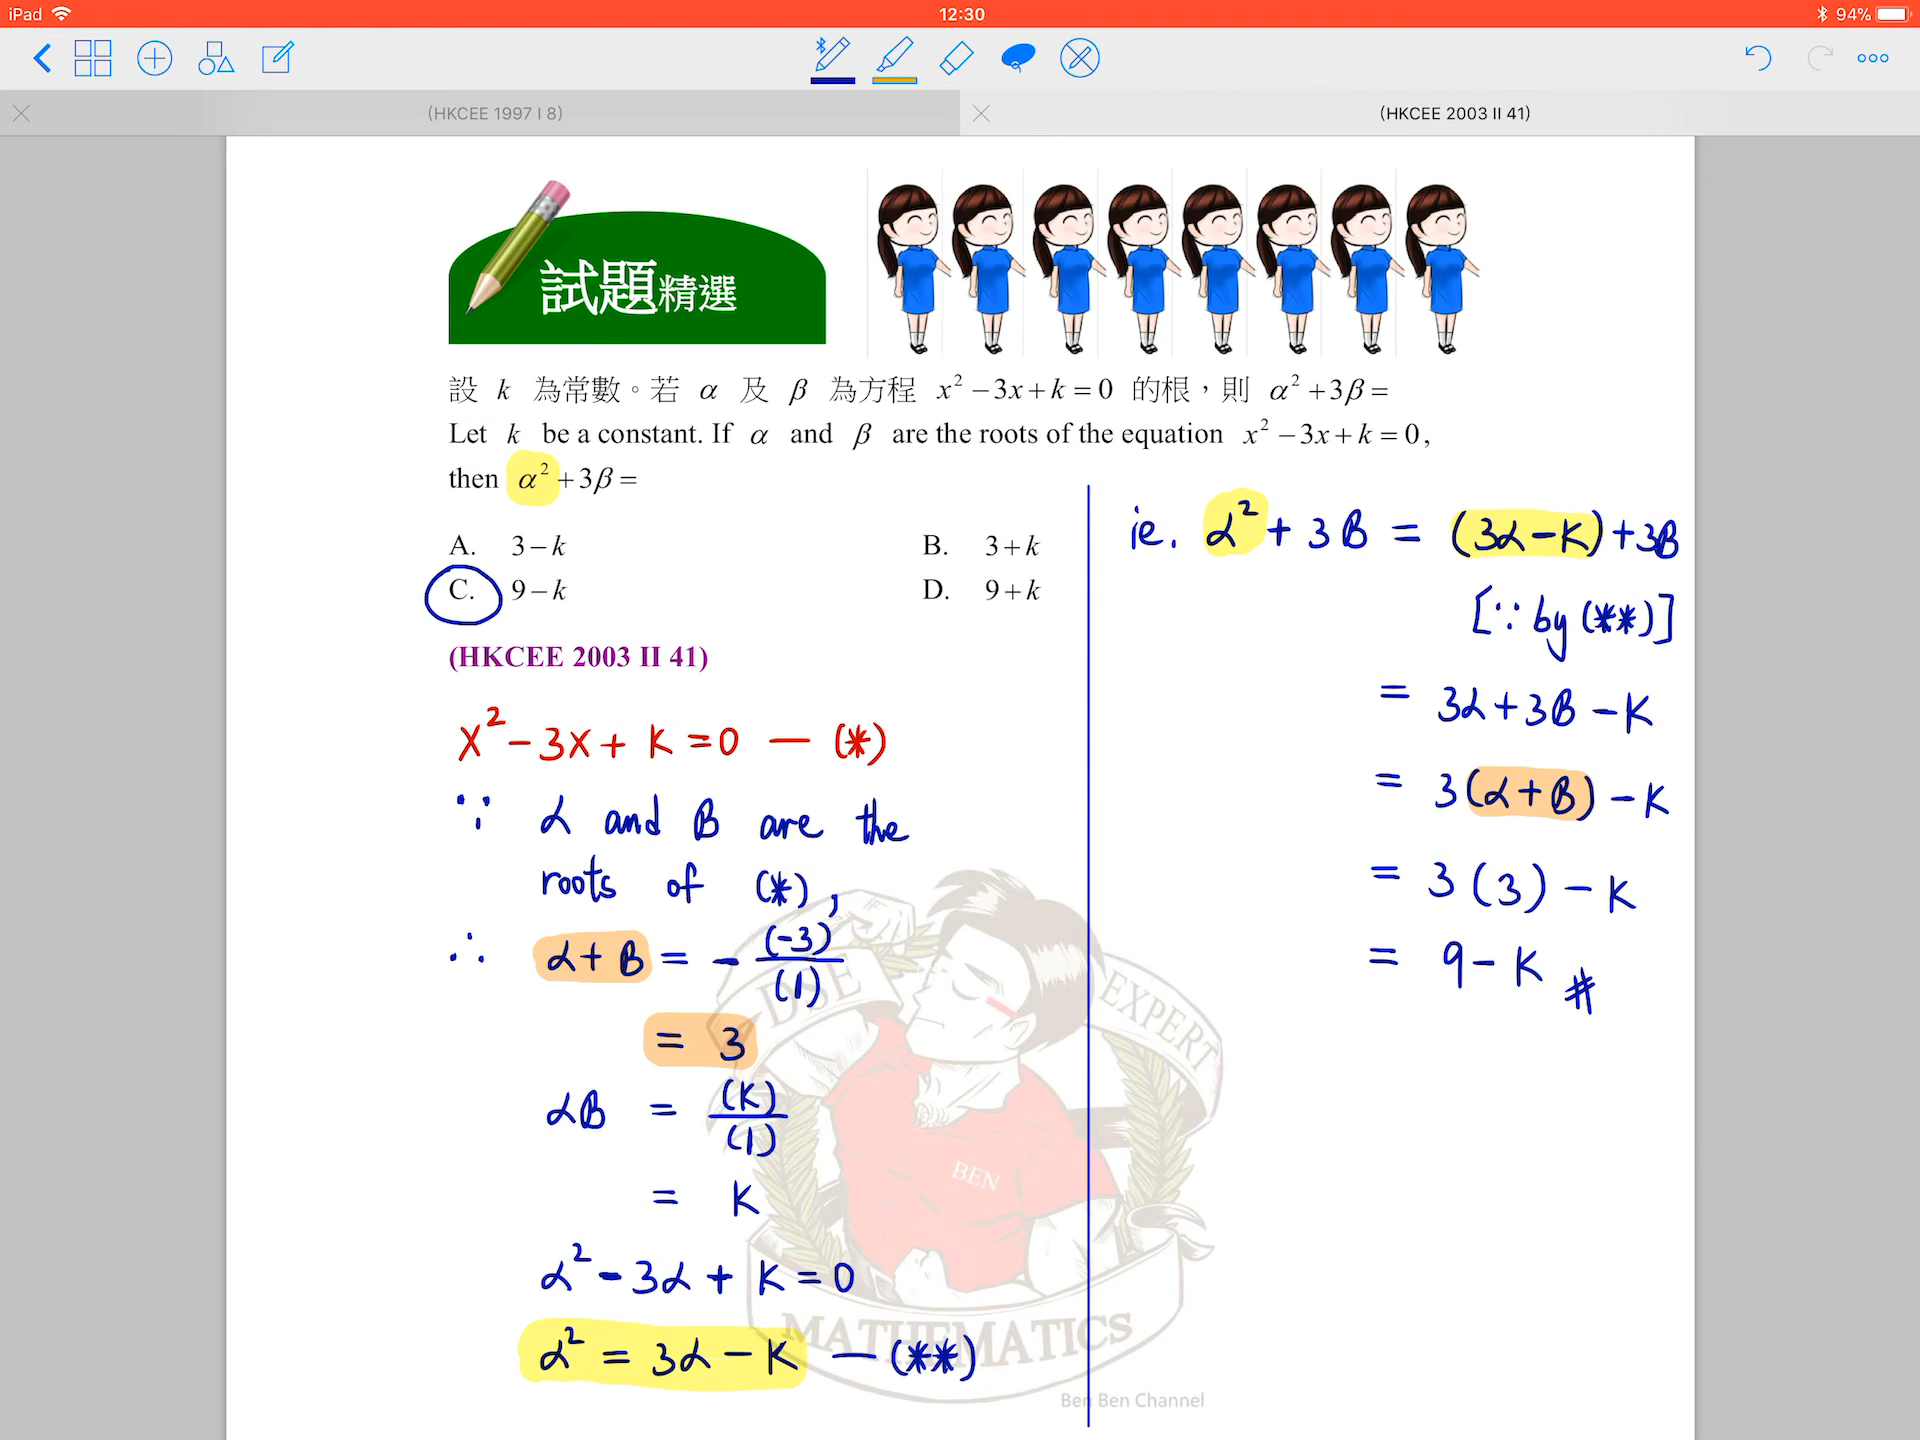 iPad 12:30 94%
(HKCEE 1997 I 8) (HKCEE 2003 II 41)
試題精選
設 k 為常數。若 α 及 β 為方程 x² − 3x + k = 0 的根,則 α² + 3β =
Let k be a constant. If α and β are the roots of the equation x² − 3x + k = 0,
then α² + 3β =
A. 3 − k B. 3 + k
C. 9 − k D. 9 + k
(HKCEE 2003 II 41)
x² − 3x + k = 0 — (*)
∵ α and β are the
roots of (*),
∴ α + β = − (-3)/(1)
= 3
αβ = (k)/(1)
= k
α² − 3α + k = 0
α² = 3α − k — (**)
ie. α² + 3β = (3α − k) + 3β
[∵ by (**)]
= 3α + 3β − k
= 3(α + β) − k
= 3(3) − k
= 9 − k #
DSE EXPERT
BEN
MATHEMATICS
Ben Ben Channel